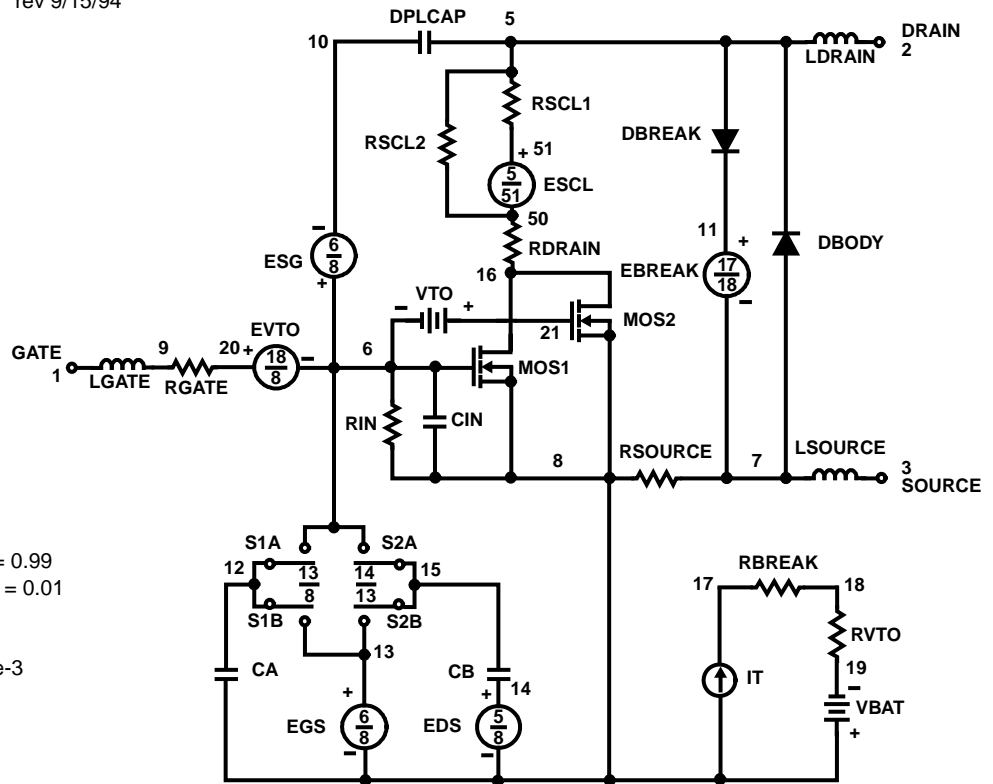 rev 9/15/94
DPLCAP
5
10
DRAIN
2
LDRAIN
RSCL1
RSCL2
DBREAK
+ 51
5
51
ESCL
50
RDRAIN
11
+
DBODY
17
18
EBREAK
−
−
6
8
ESG
+
16
VTO
−
+
MOS2
21
EVTO
GATE
1
9
20
+
18
8
−
6
MOS1
LGATE
RGATE
RIN
CIN
8
RSOURCE
7
LSOURCE
3
SOURCE
= 0.99
= 0.01
e-3
S1A
S2A
12
13
8
14
13
15
S1B
S2B
13
CA
CB
14
+
+
EGS
6
8
−
EDS
5
8
−
RBREAK
17
18
RVTO
IT
19
−
VBAT
+